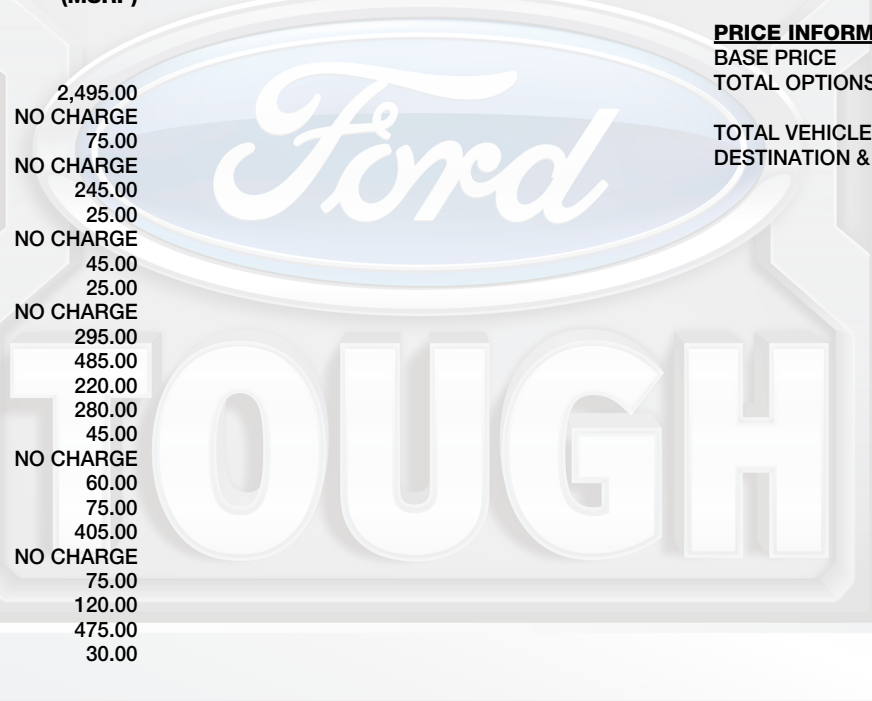 (MSRP)
2,495.00
NO CHARGE
75.00
NO CHARGE
245.00
25.00
NO CHARGE
45.00
25.00
NO CHARGE
295.00
485.00
220.00
280.00
45.00
NO CHARGE
60.00
75.00
405.00
NO CHARGE
75.00
120.00
475.00
30.00
PRICE INFORM
BASE PRICE
TOTAL OPTIONS
TOTAL VEHICLE
DESTINATION &
Ford
TOUGH